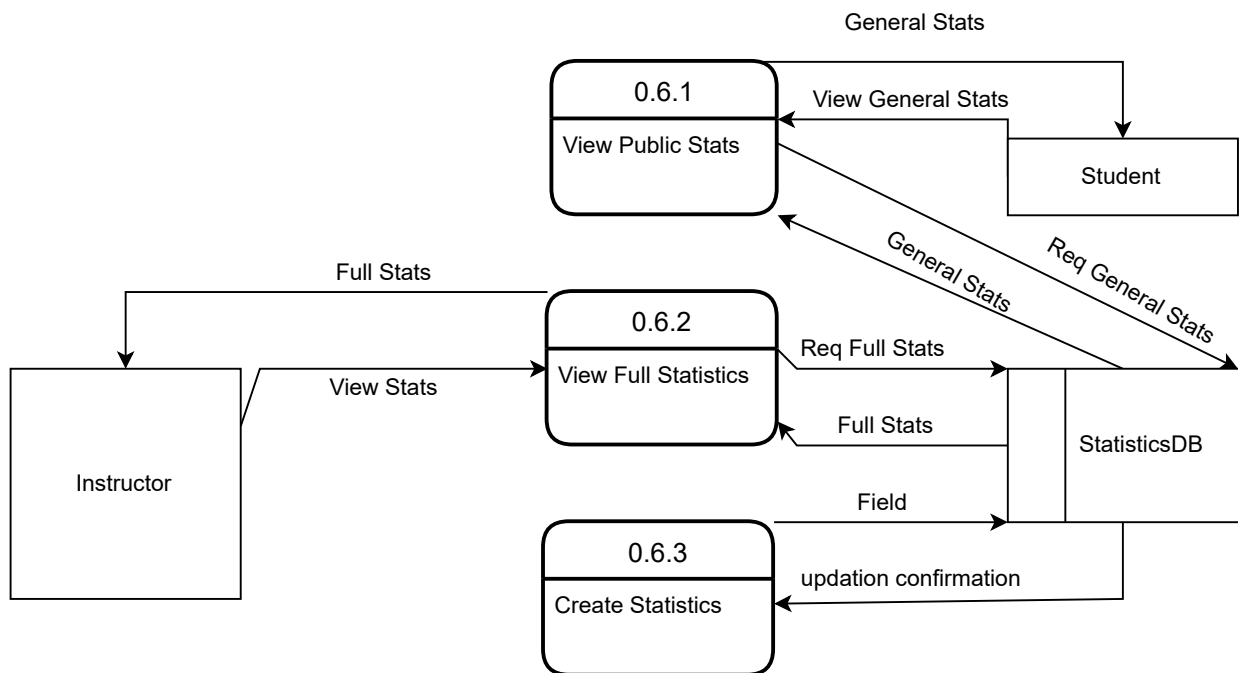 General Stats
0.6.1
View General Stats
View Public Stats
Student
General Stats
Req General Stats
Full Stats
0.6.2
Req Full Stats
View Full Statistics
View Stats
Full Stats
StatisticsDB
Instructor
Field
0.6.3
updation confirmation
Create Statistics